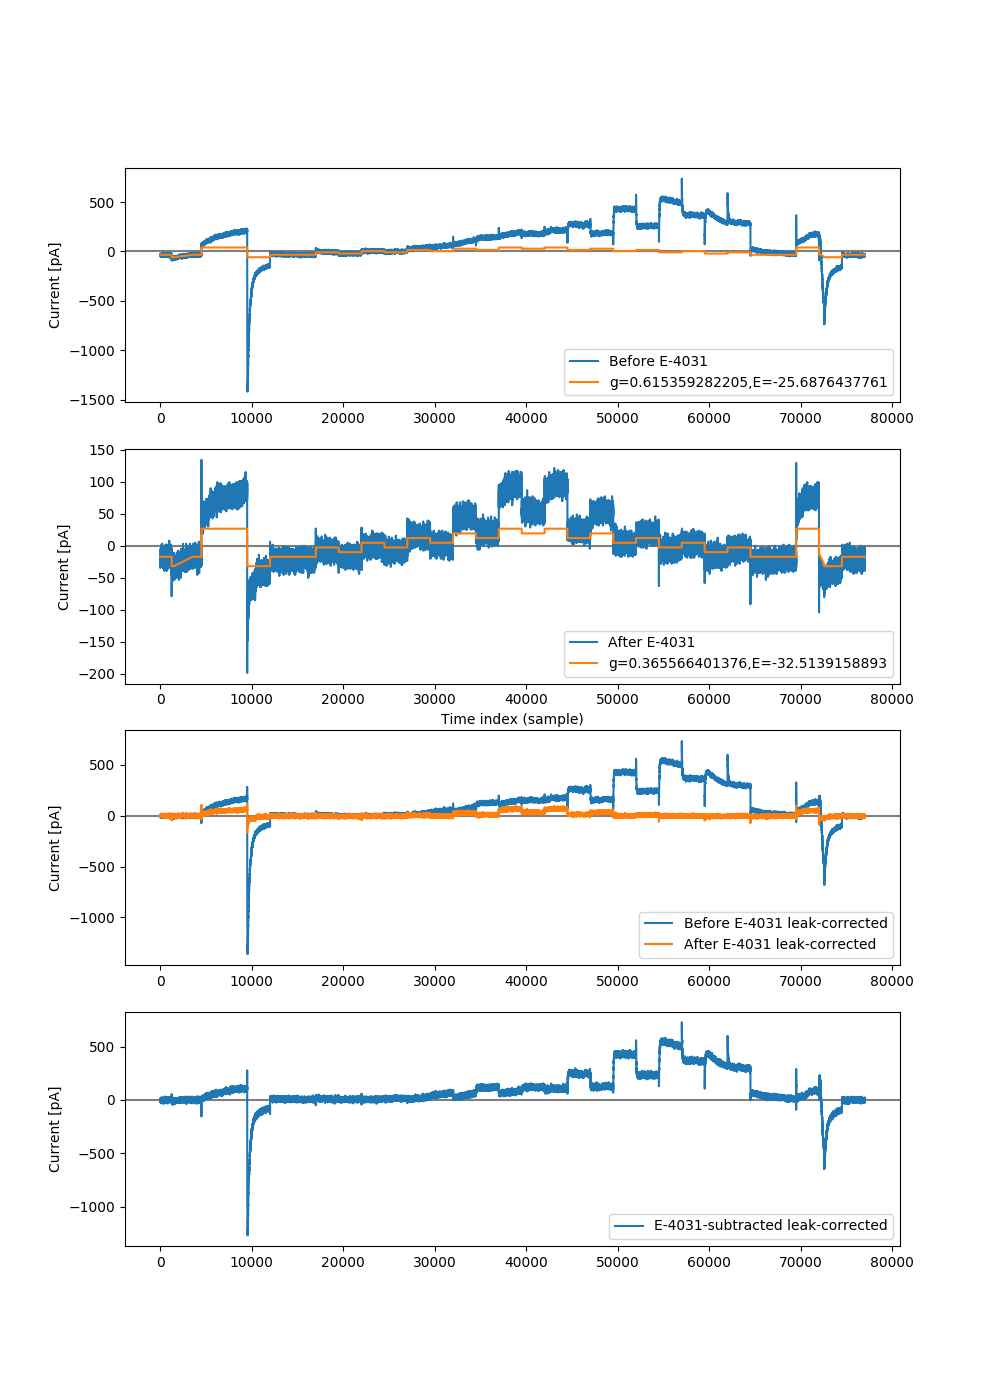 500
0
−500
−1000
−1500
Current [pA]
Before E-4031
g=0.615359282205,E=-25.6876437761
0 10000 20000 30000 40000 50000 60000 70000 80000
150
100
50
0
−50
−100
−150
−200
Current [pA]
After E-4031
g=0.365566401376,E=-32.5139158893
0 10000 20000 30000 40000 50000 60000 70000 80000
Time index (sample)
500
0
−500
−1000
Current [pA]
Before E-4031 leak-corrected
After E-4031 leak-corrected
0 10000 20000 30000 40000 50000 60000 70000 80000
500
0
−500
−1000
Current [pA]
E-4031-subtracted leak-corrected
0 10000 20000 30000 40000 50000 60000 70000 80000